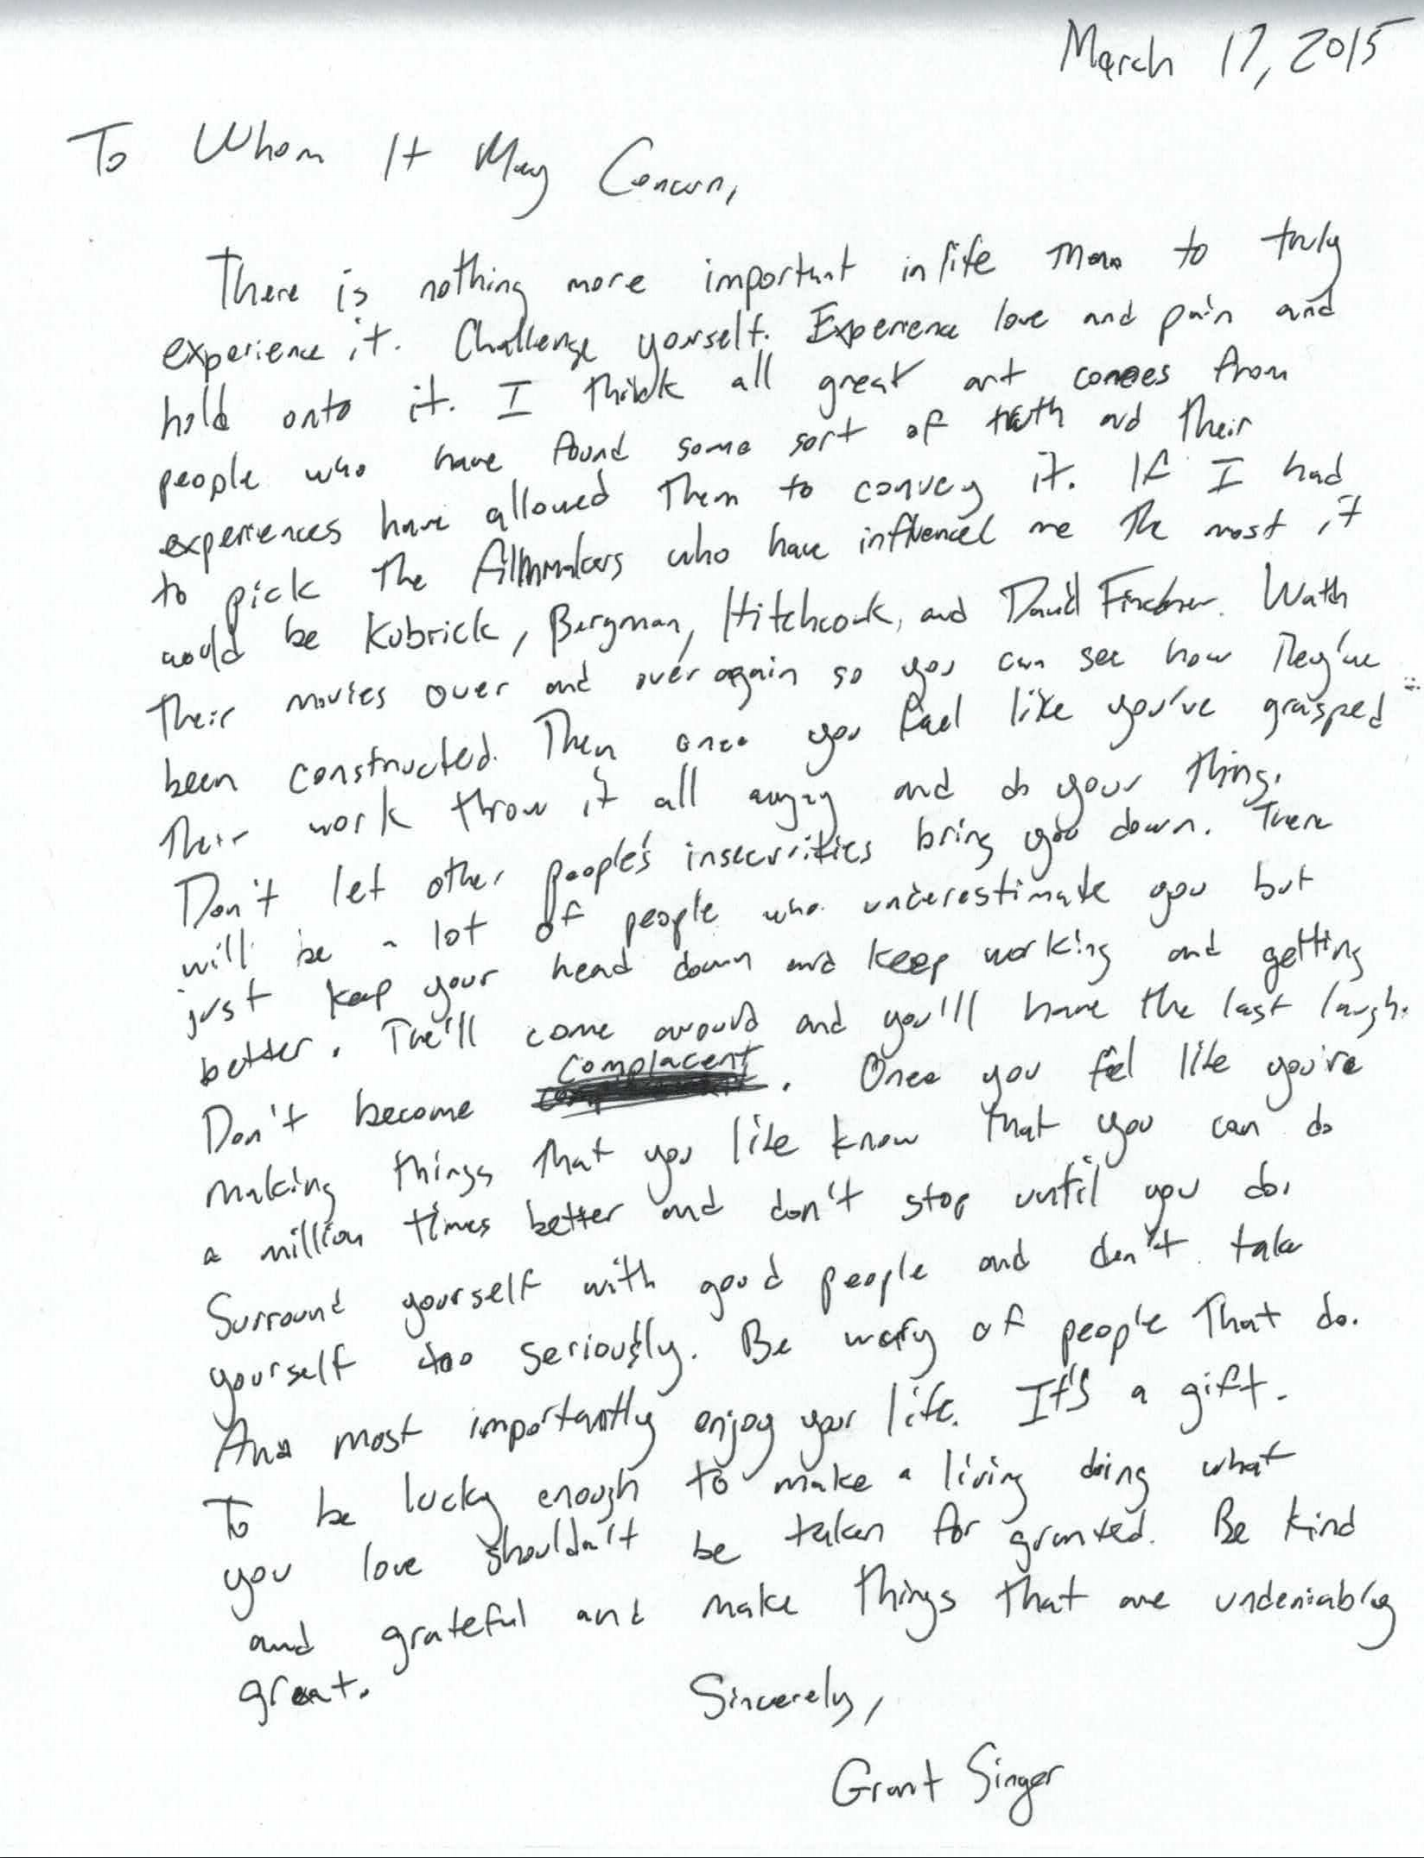 March 17, 2015
To Whom It May Concern,
There is nothing more important in life than to truly
experience it. Challenge yourself. Experience love and pain and
hold onto it. I think all great art comes from
people who have found some sort of truth and their
experiences have allowed them to convey it. If I had
to pick the filmmakers who have influenced me the most it
would be Kubrick, Bergman, Hitchcock, and David Fincher. Watch
their movies over and over again so you can see how they've
been constructed. Then once you feel like you've grasped
their work throw it all away and do your thing.
Don't let other people's insecurities bring you down. There
will be a lot of people who underestimate you but
just keep your head down and keep working and getting
better. The'll come around and you'll have the last laugh.
Don't become complacent. Once you feel like you're
making things that you like know that you can do
a million times better and don't stop until you do.
Surround yourself with good people and don't take
yourself too seriously. Be wary of people that do.
And most importantly enjoy your life. It's a gift.
To be lucky enough to make a living doing what
you love shouldn't be taken for granted. Be kind
and grateful and make things that are undeniably
great.
Sincerely,
Grant Singer